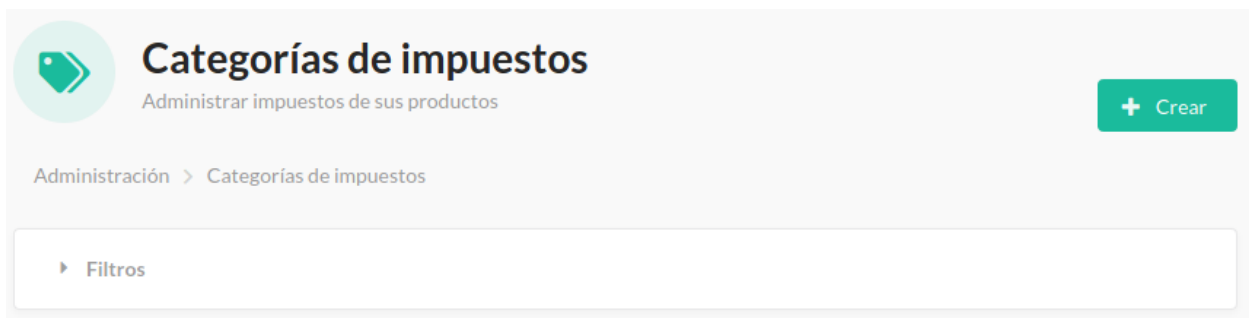 Categorías de impuestos
Administrar impuestos de sus productos
Crear
Administración > Categorías de impuestos
Filtros